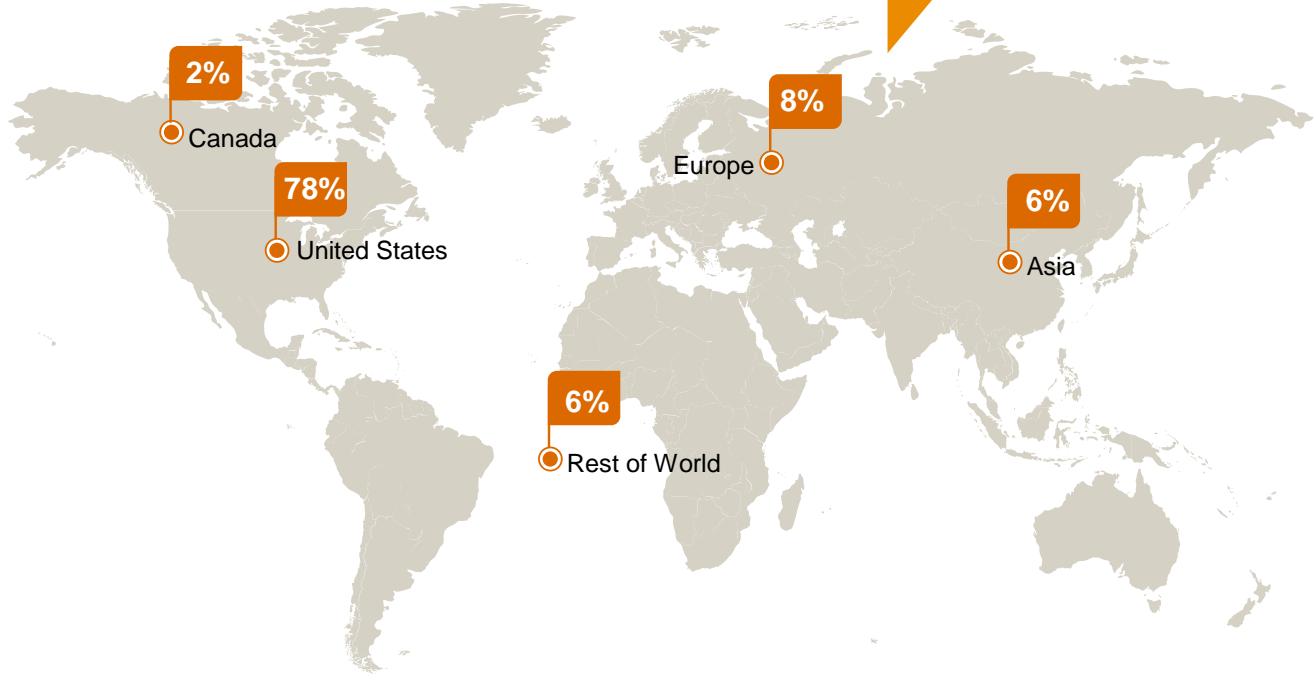 2%
Canada
78%
United States
8%
Europe
6%
Asia
6%
Rest of World